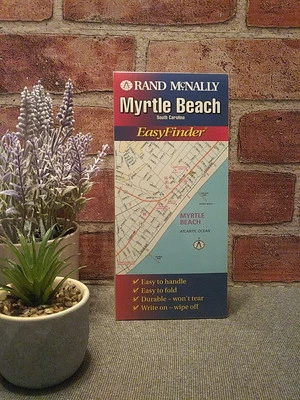 RAND McNALLY
Myrtle Beach
South Carolina
EasyFinder
MYRTLE
BEACH
ATLANTIC OCEAN
✓ Easy to handle
✓ Easy to fold
✓ Durable – won't tear
✓ Write on – wipe off